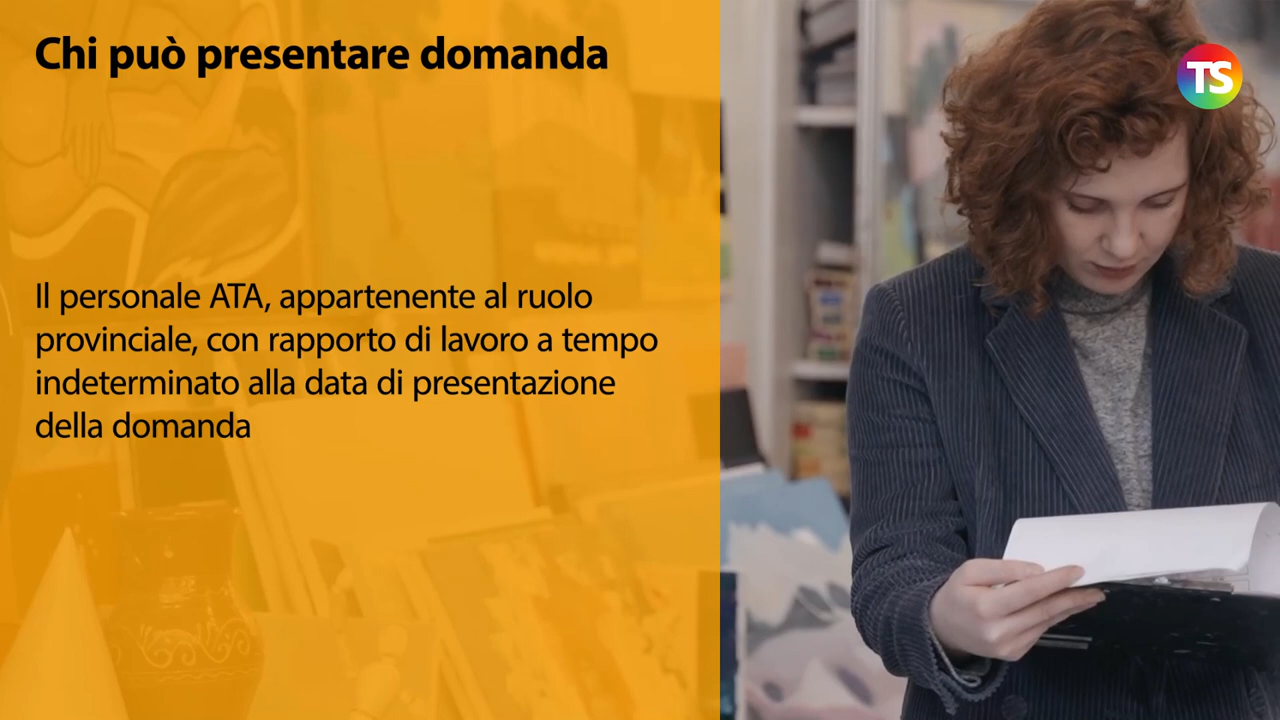 Chi può presentare domanda
TS
Il personale ATA, appartenente al ruolo
provinciale, con rapporto di lavoro a tempo
indeterminato alla data di presentazione
della domanda